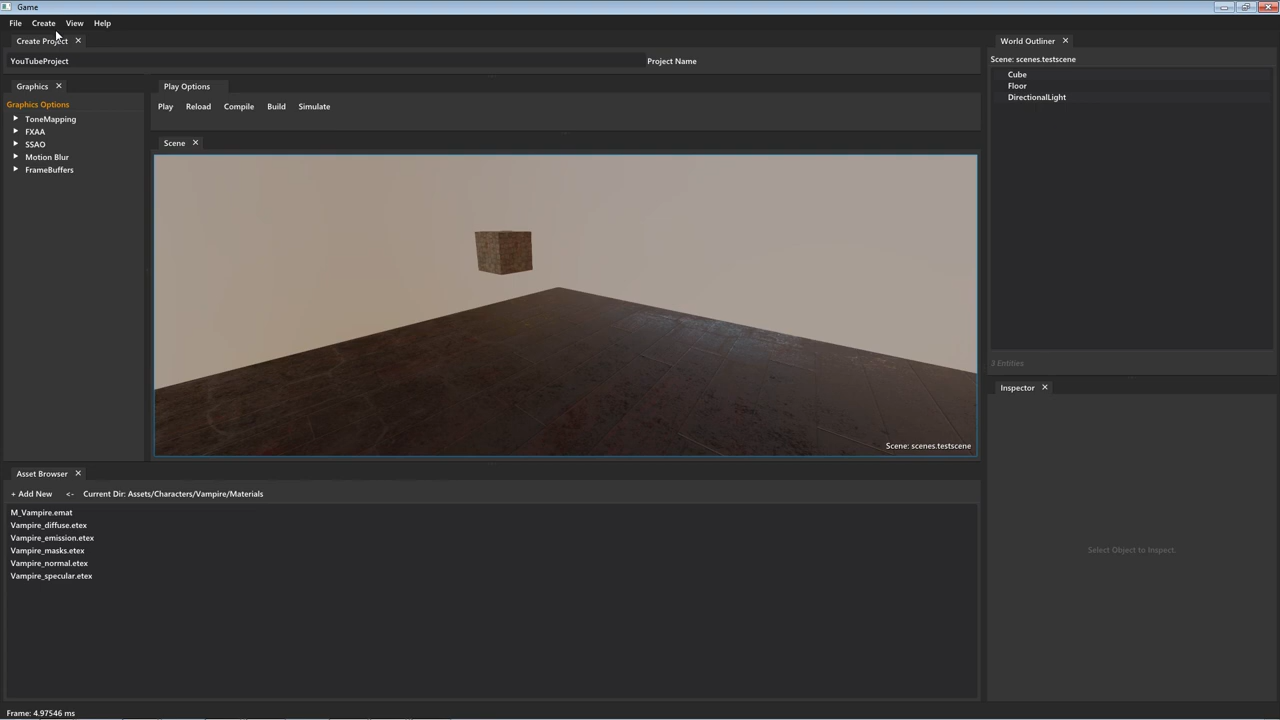 Game
File Create View Help
Create Project
YouTubeProject Project Name
Graphics
Graphics Options
ToneMapping
FXAA
SSAO
Motion Blur
FrameBuffers
Play Options
Play Reload Compile Build Simulate
Scene
Scene: scenes.testscene
World Outliner
Scene: scenes.testscene
Cube
Floor
DirectionalLight
3 Entities
Inspector
Select Object to Inspect.
Asset Browser
+ Add New <- Current Dir: Assets/Characters/Vampire/Materials
M_Vampire.emat
Vampire_diffuse.etex
Vampire_emission.etex
Vampire_masks.etex
Vampire_normal.etex
Vampire_specular.etex
Frame: 4.97546 ms